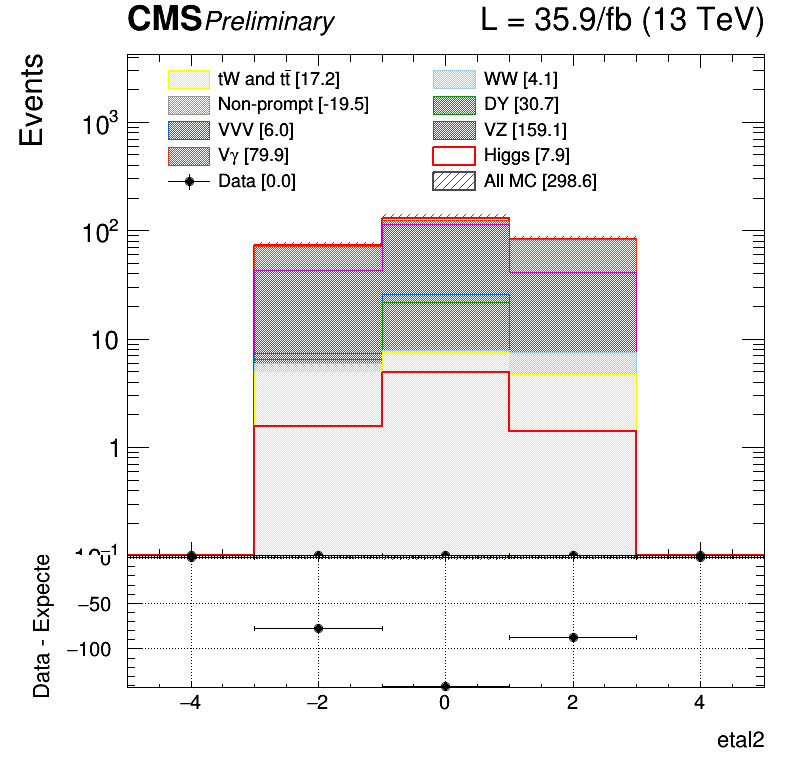 CMS Preliminary L = 35.9/fb (13 TeV)
Events
tW and tt̄ [17.2] WW [4.1]
Non-prompt [-19.5] DY [30.7]
VVV [6.0] VZ [159.1]
Vγ [79.9] Higgs [7.9]
Data [0.0] All MC [298.6]
10³
10²
10
1
Data - Expecte
0
−50
−100
−4 −2 0 2 4
etal2